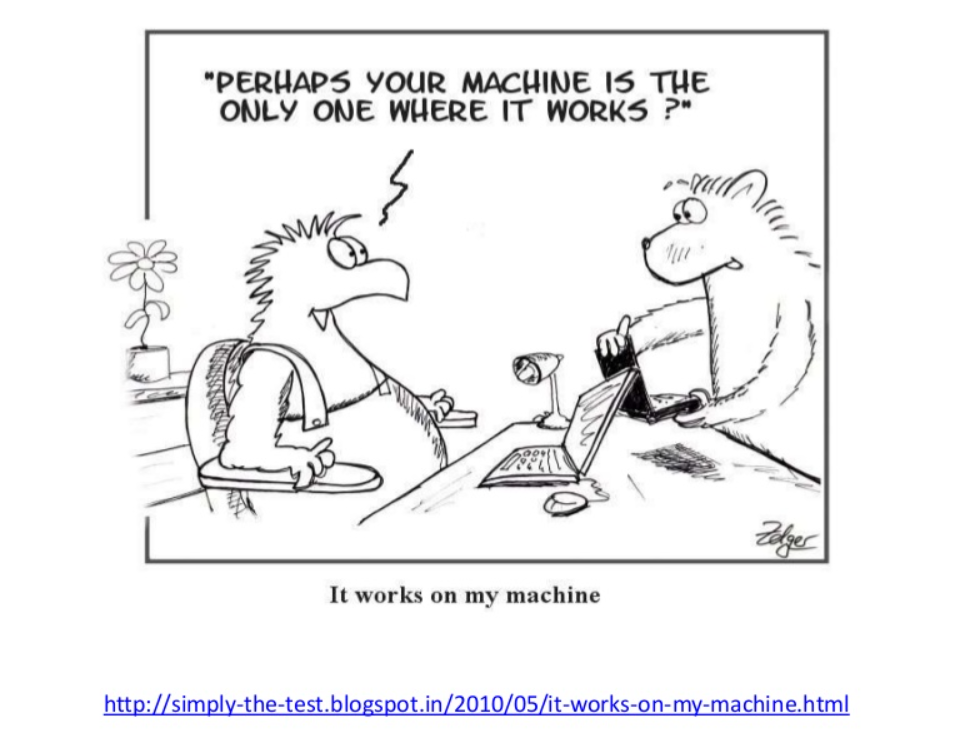 "PERHAPS YOUR MACHINE IS THE
ONLY ONE WHERE IT WORKS ?"
Zelger
It works on my machine
http://simply-the-test.blogspot.in/2010/05/it-works-on-my-machine.html